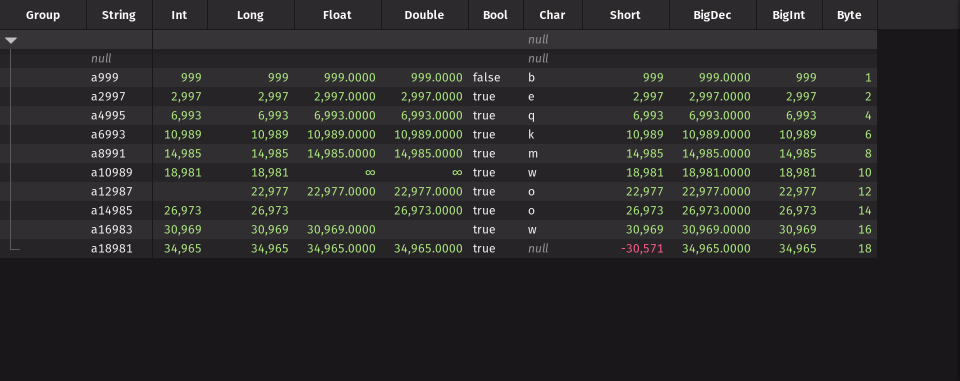 Group String Int Long Float Double Bool Char Short BigDec BigInt Byte
null
null null
a999 999 999 999.0000 999.0000 false b 999 999.0000 999 1
a2997 2,997 2,997 2,997.0000 2,997.0000 true e 2,997 2,997.0000 2,997 2
a4995 6,993 6,993 6,993.0000 6,993.0000 true q 6,993 6,993.0000 6,993 4
a6993 10,989 10,989 10,989.0000 10,989.0000 true k 10,989 10,989.0000 10,989 6
a8991 14,985 14,985 14,985.0000 14,985.0000 true m 14,985 14,985.0000 14,985 8
a10989 18,981 18,981 ∞ ∞ true w 18,981 18,981.0000 18,981 10
a12987 22,977 22,977.0000 22,977.0000 true o 22,977 22,977.0000 22,977 12
a14985 26,973 26,973 26,973.0000 true o 26,973 26,973.0000 26,973 14
a16983 30,969 30,969 30,969.0000 true w 30,969 30,969.0000 30,969 16
a18981 34,965 34,965 34,965.0000 34,965.0000 true null -30,571 34,965.0000 34,965 18